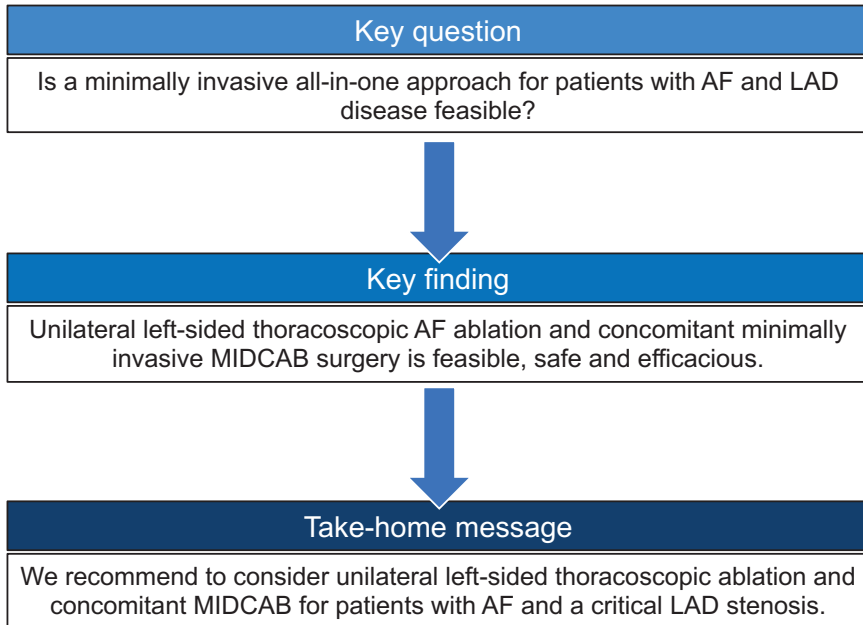 Key question
Is a minimally invasive all-in-one approach for patients with AF and LAD
disease feasible?
Key finding
Unilateral left-sided thoracoscopic AF ablation and concomitant minimally
invasive MIDCAB surgery is feasible, safe and efficacious.
Take-home message
We recommend to consider unilateral left-sided thoracoscopic ablation and
concomitant MIDCAB for patients with AF and a critical LAD stenosis.